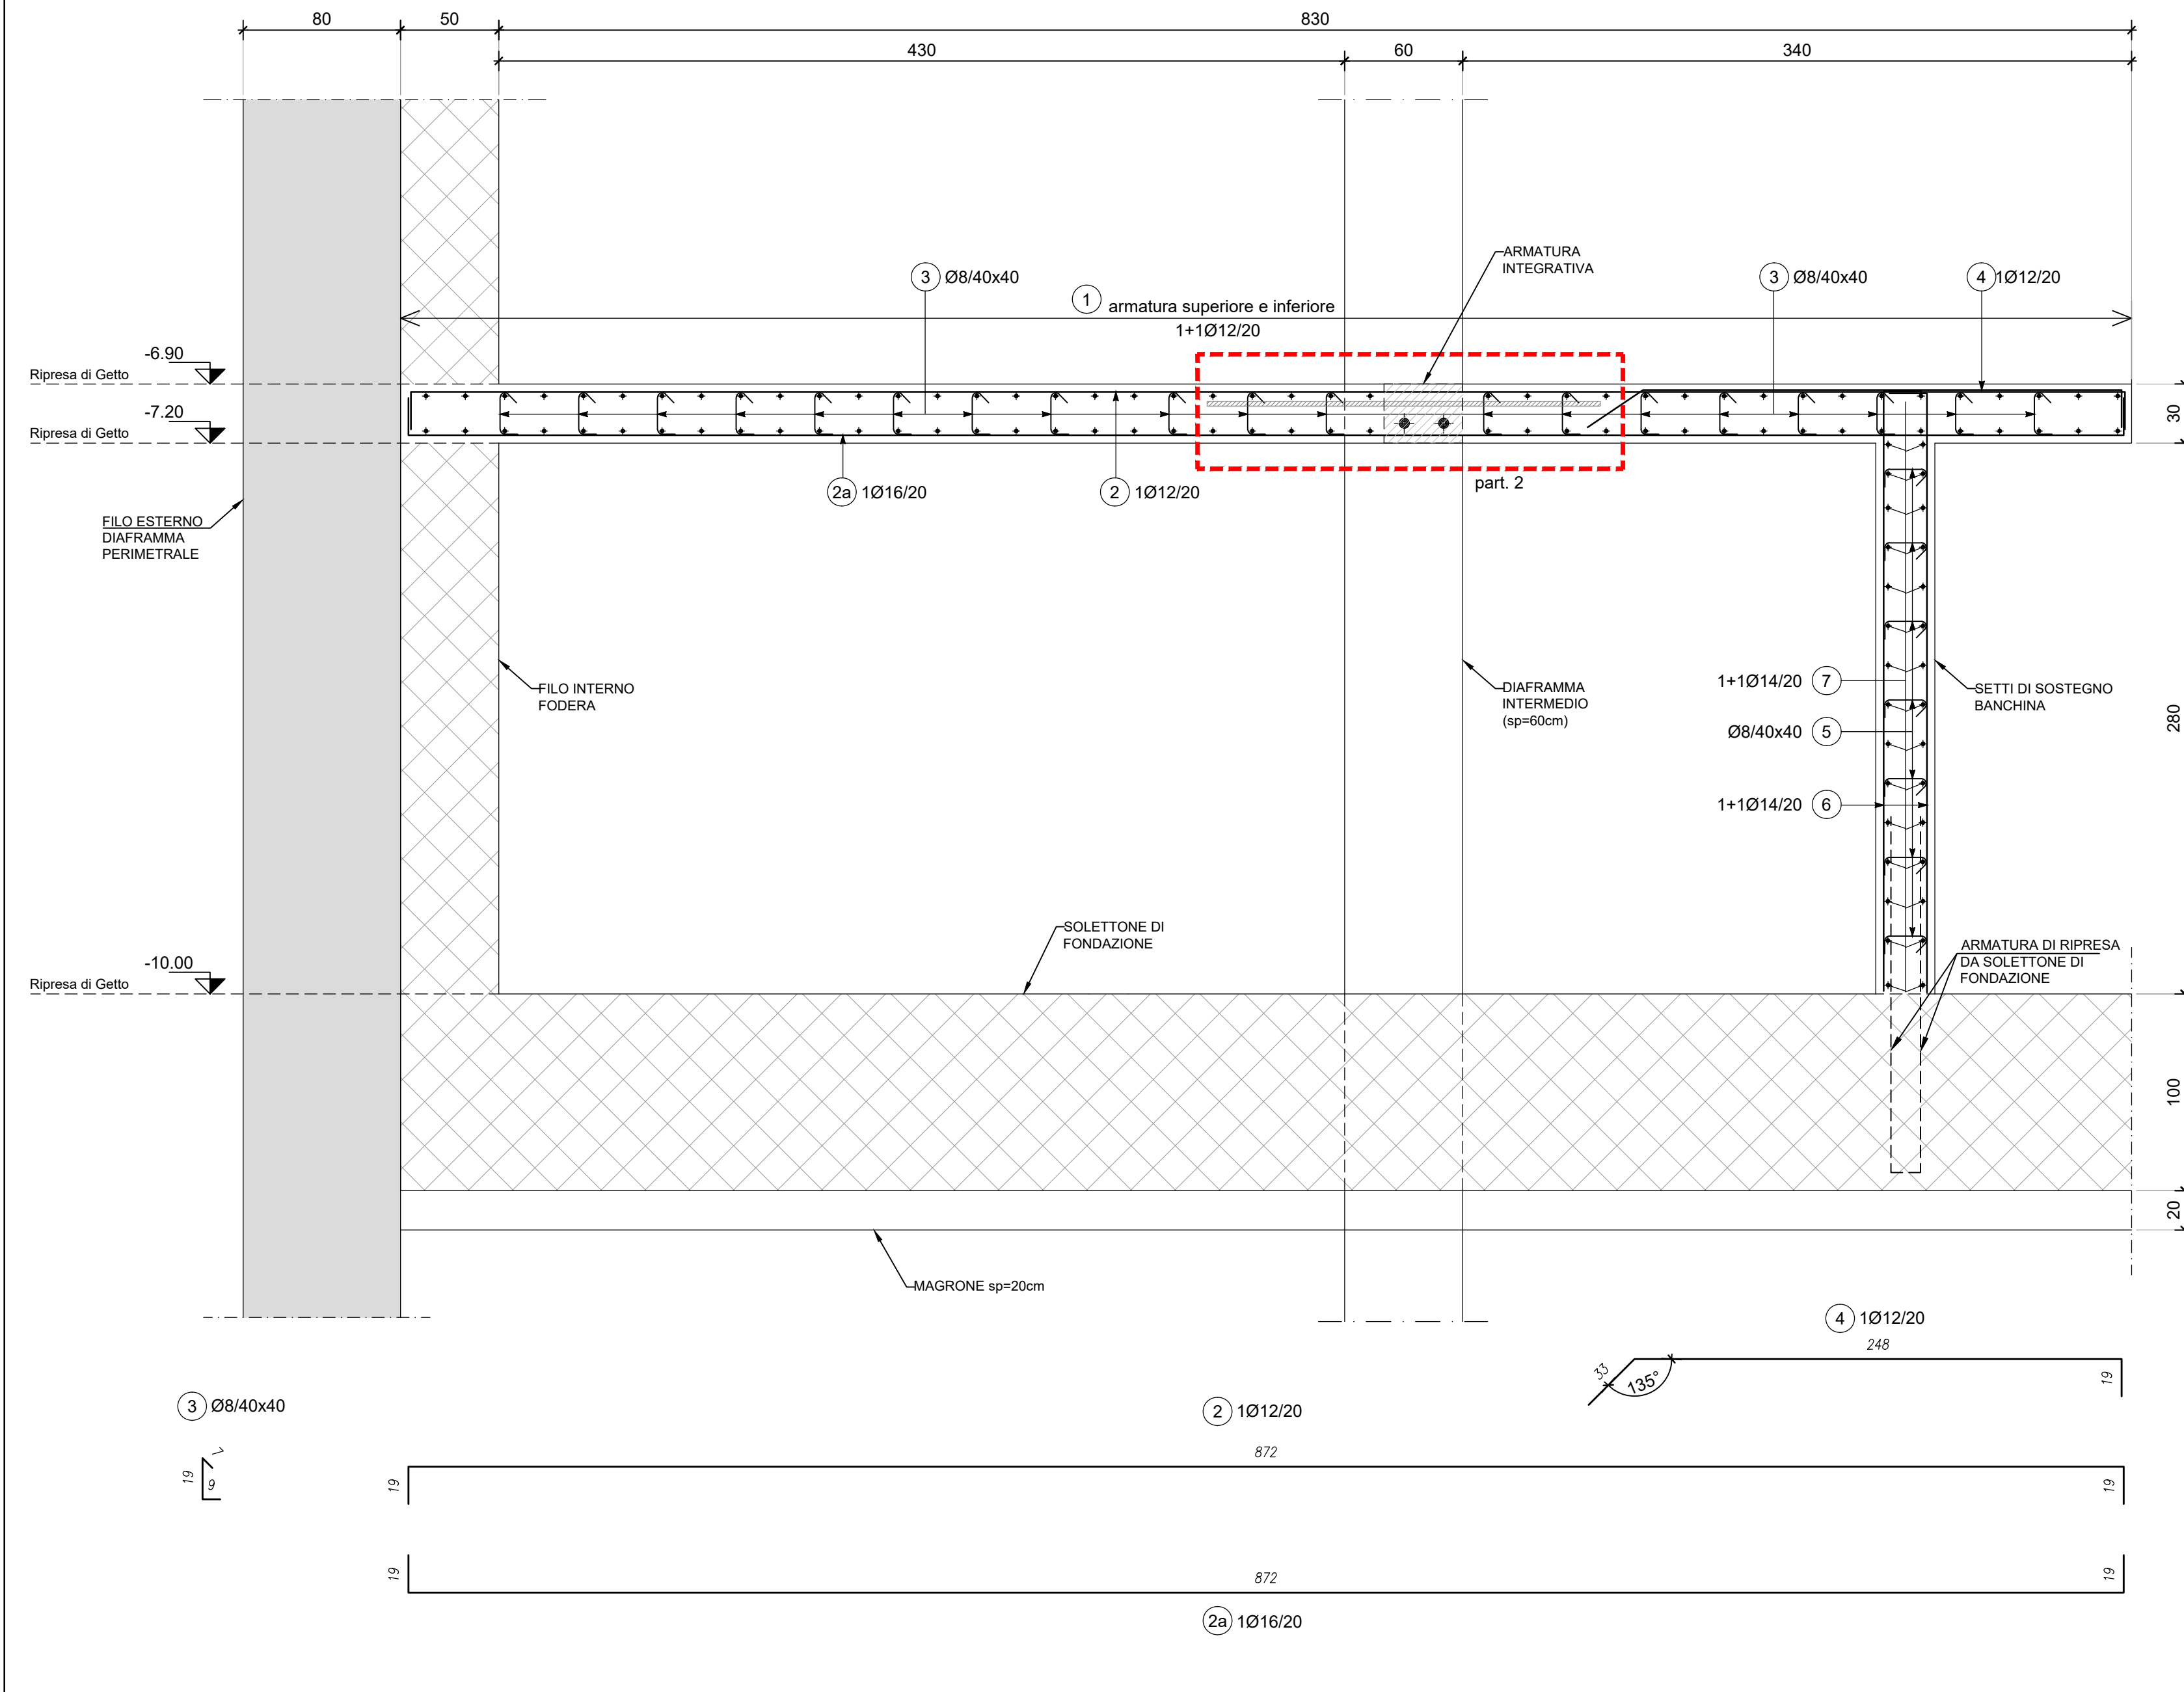 80
50
830
430
60
340
ARMATURA
INTEGRATIVA
3 Ø8/40x40
3 Ø8/40x40
4 1Ø12/20
1 armatura superiore e inferiore
1+1Ø12/20
-6.90
Ripresa di Getto
-7.20
Ripresa di Getto
30
2a 1Ø16/20
2 1Ø12/20
part. 2
FILO ESTERNO
DIAFRAMMA
PERIMETRALE
FILO INTERNO
FODERA
DIAFRAMMA
INTERMEDIO
(sp=60cm)
1+1Ø14/20 7
SETTI DI SOSTEGNO
BANCHINA
Ø8/40x40 5
280
1+1Ø14/20 6
SOLETTONE DI
FONDAZIONE
ARMATURA DI RIPRESA
DA SOLETTONE DI
FONDAZIONE
-10.00
Ripresa di Getto
100
20
MAGRONE sp=20cm
4 1Ø12/20
248
33
135°
19
3 Ø8/40x40
7
19
9
2 1Ø12/20
872
19
19
19
872
19
2a 1Ø16/20